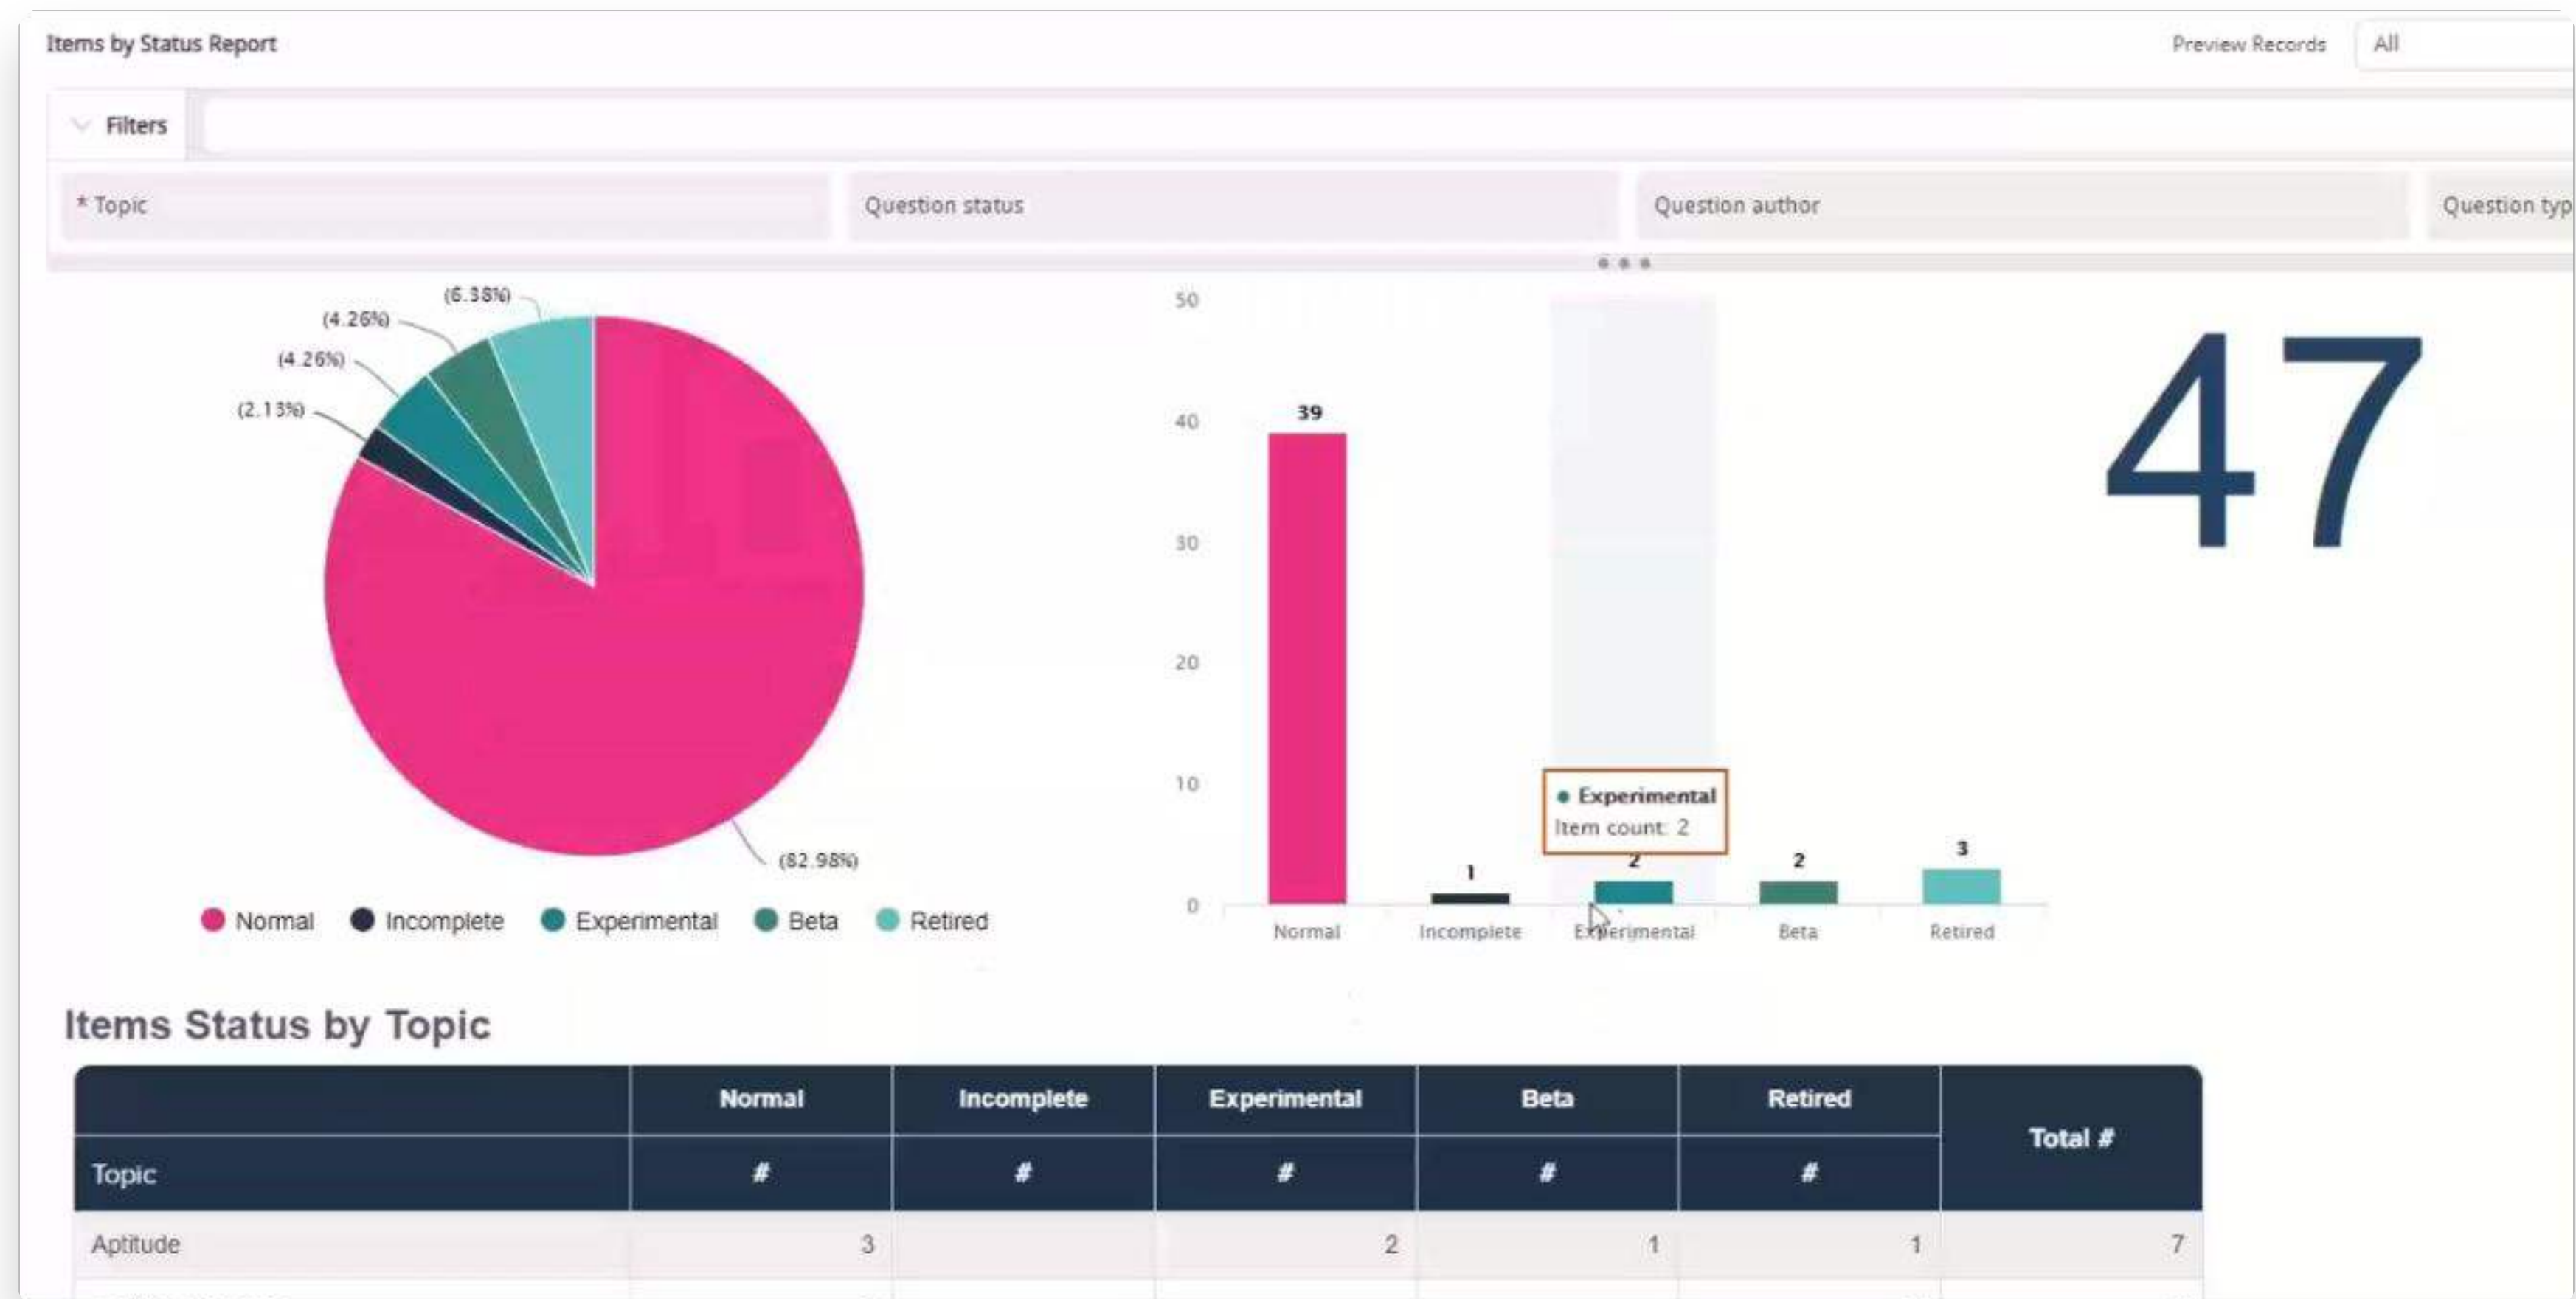 Items by Status Report
Preview Records All
Filters
* Topic Question status Question author Question typ
(6.38%)
(4.26%)
(4.26%)
(2.13%)
(82.98%)
Normal Incomplete Experimental Beta Retired
50
40
30
20
10
0
39
1
2
2
3
Experimental
Item count: 2
Normal Incomplete Experimental Beta Retired
47
Items Status by Topic
Normal Incomplete Experimental Beta Retired Total #
Topic # # # # #
Aptitude 3 2 1 1 7